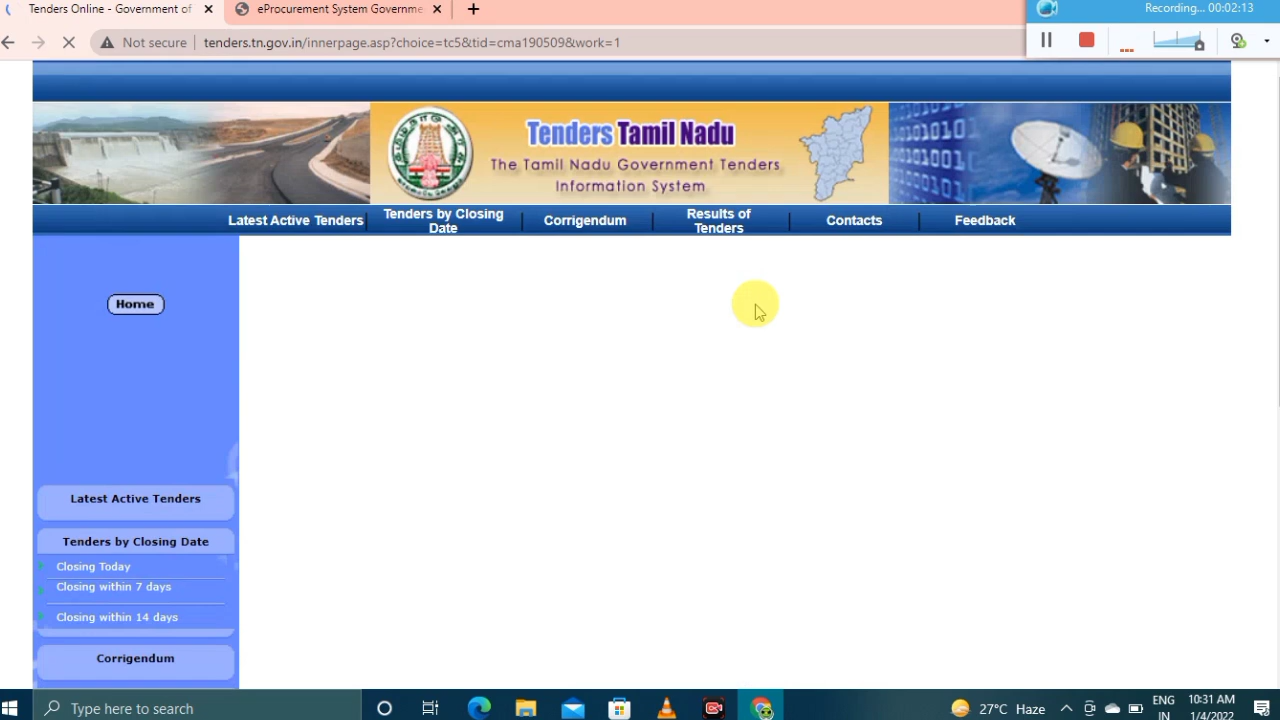 Tenders Online - Government of
eProcurement System Governme
Recording... 00:02:13
Not secure
tenders.tn.gov.in/innerpage.asp?choice=tc5&tid=cma190509&work=1
Tenders Tamil Nadu
The Tamil Nadu Government Tenders
Information System
Latest Active Tenders
Tenders by Closing
Date
Corrigendum
Results of
Tenders
Contacts
Feedback
Home
Latest Active Tenders
Tenders by Closing Date
Closing Today
Closing within 7 days
Closing within 14 days
Corrigendum
Type here to search
27°C Haze
ENG
IN
10:31 AM
1/4/2022